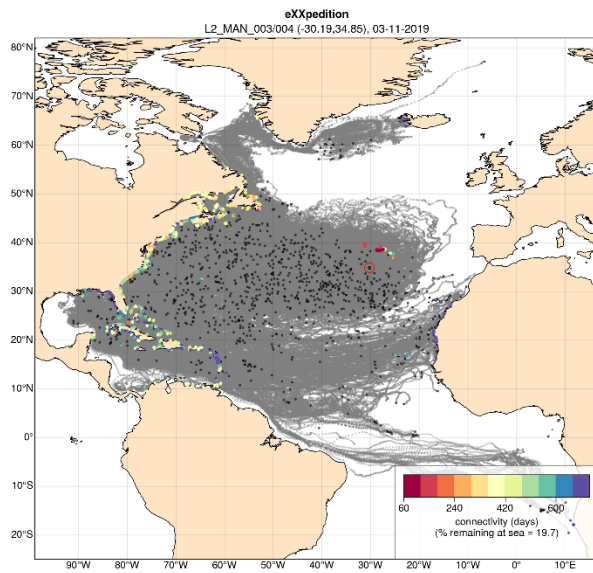 eXXpedition
L2_MAN_003/004 (-30.19,34.85), 03-11-2019
80°N
70°N
60°N
50°N
40°N
30°N
20°N
10°N
0°
10°S
20°S
60 240 420 600
connectivity (days)
(% remaining at sea = 19.7)
90°W 80°W 70°W 60°W 50°W 40°W 30°W 20°W 10°W 0° 10°E